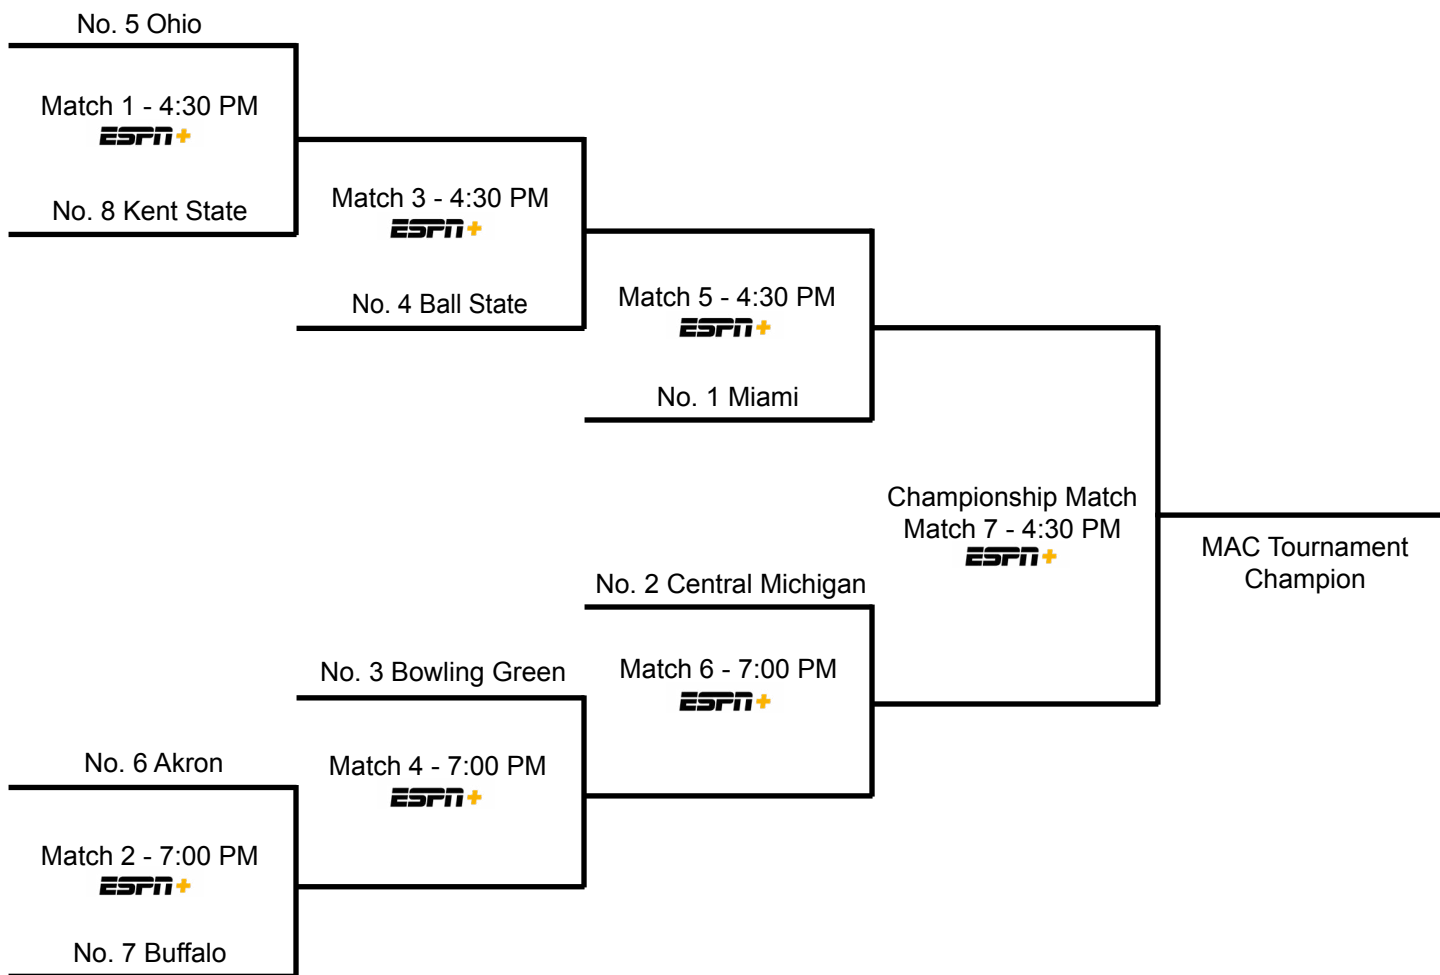 No. 5 Ohio
Match 1 - 4:30 PM
ESPN+
No. 8 Kent State
Match 3 - 4:30 PM
ESPN+
No. 4 Ball State
Match 5 - 4:30 PM
ESPN+
No. 1 Miami
Championship Match
Match 7 - 4:30 PM
ESPN+
MAC Tournament
Champion
No. 2 Central Michigan
Match 6 - 7:00 PM
ESPN+
No. 3 Bowling Green
Match 4 - 7:00 PM
ESPN+
No. 6 Akron
Match 2 - 7:00 PM
ESPN+
No. 7 Buffalo